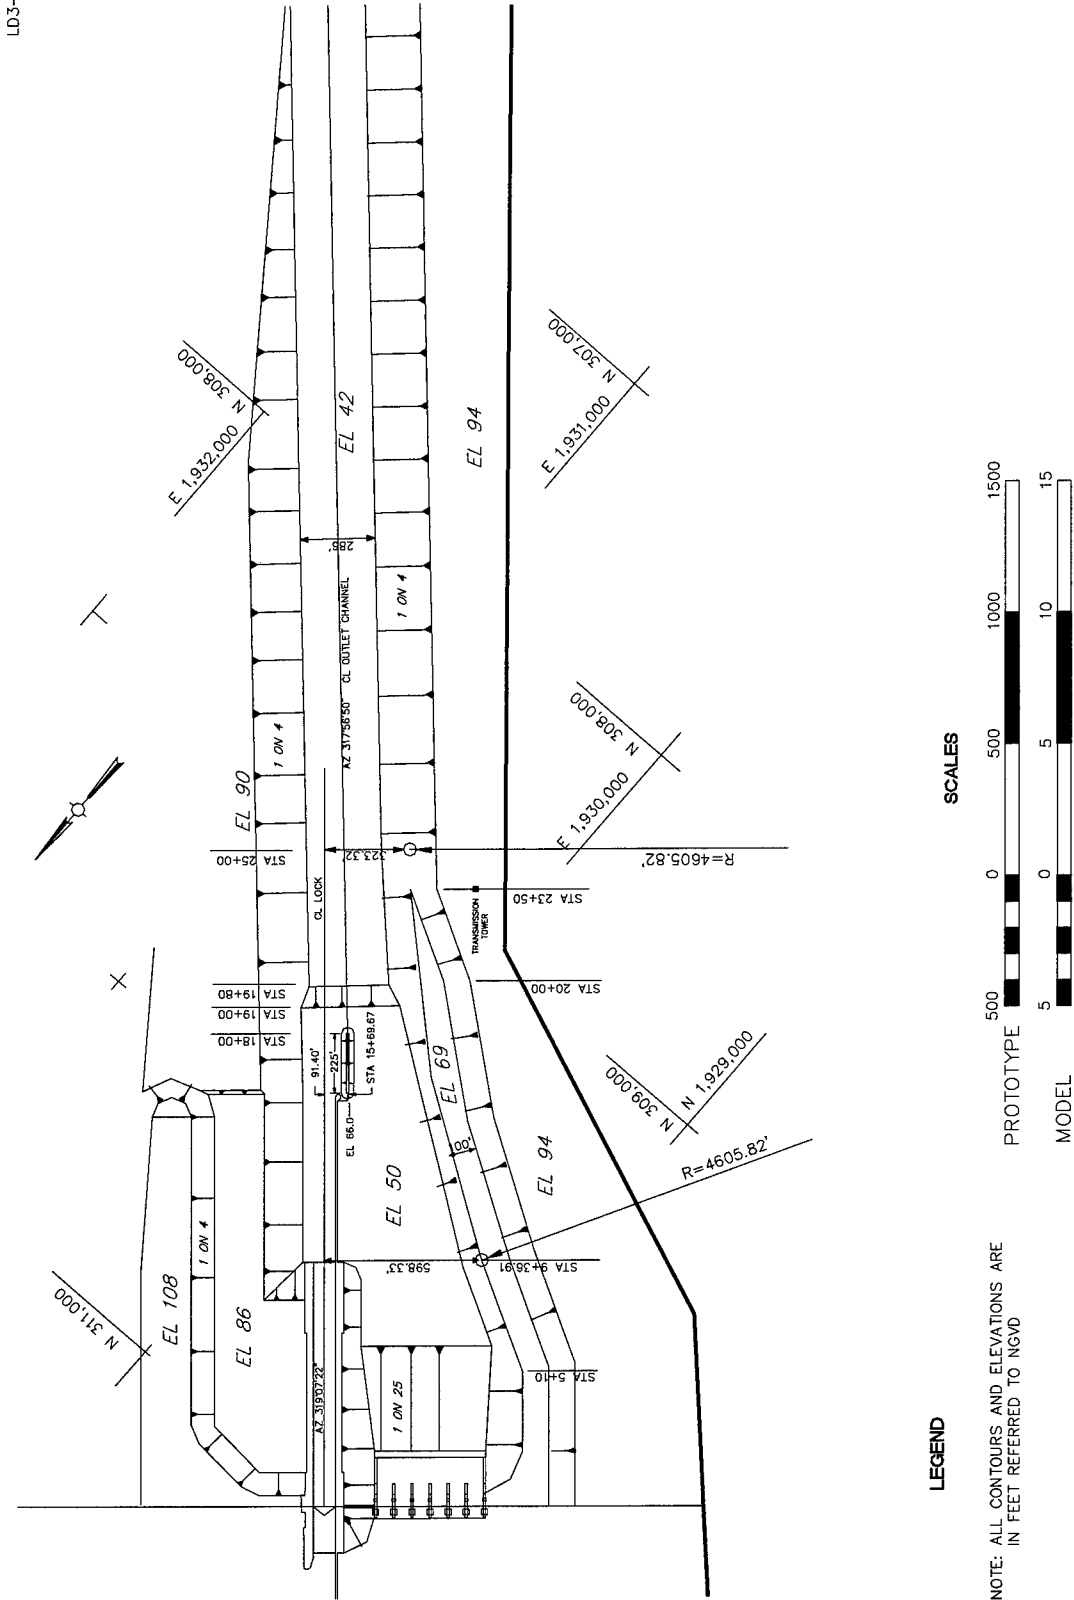 LD3-
N 308,000
E 1,932,000
EL 42
EL 94
N 307,000
E 1,931,000
285'
1 ON 4
AZ 317°56'50" CL OUTLET CHANNEL
1 ON 4
EL 90
N 308,000
E 1,930,000
STA 25+00
323.32'
R=4605.82'
CL LOCK
TRANSMISSION
TOWER
STA 23+50
STA 20+00
STA 19+80
STA 19+00
STA 18+00
91.40'
225'
STA 15+69.67
EL 66.0
EL 69
100'
EL 94
EL 50
N 309,000
N 1,929,000
R=4605.82'
598.33'
STA 9+36.91
1 ON 4
EL 108
EL 86
N 311,000
AZ 319°07'22"
1 ON 25
STA 5+10
SCALES
PROTOTYPE 500 0 500 1000 1500
MODEL 5 0 5 10 15
LEGEND
NOTE: ALL CONTOURS AND ELEVATIONS ARE
IN FEET REFERRED TO NGVD